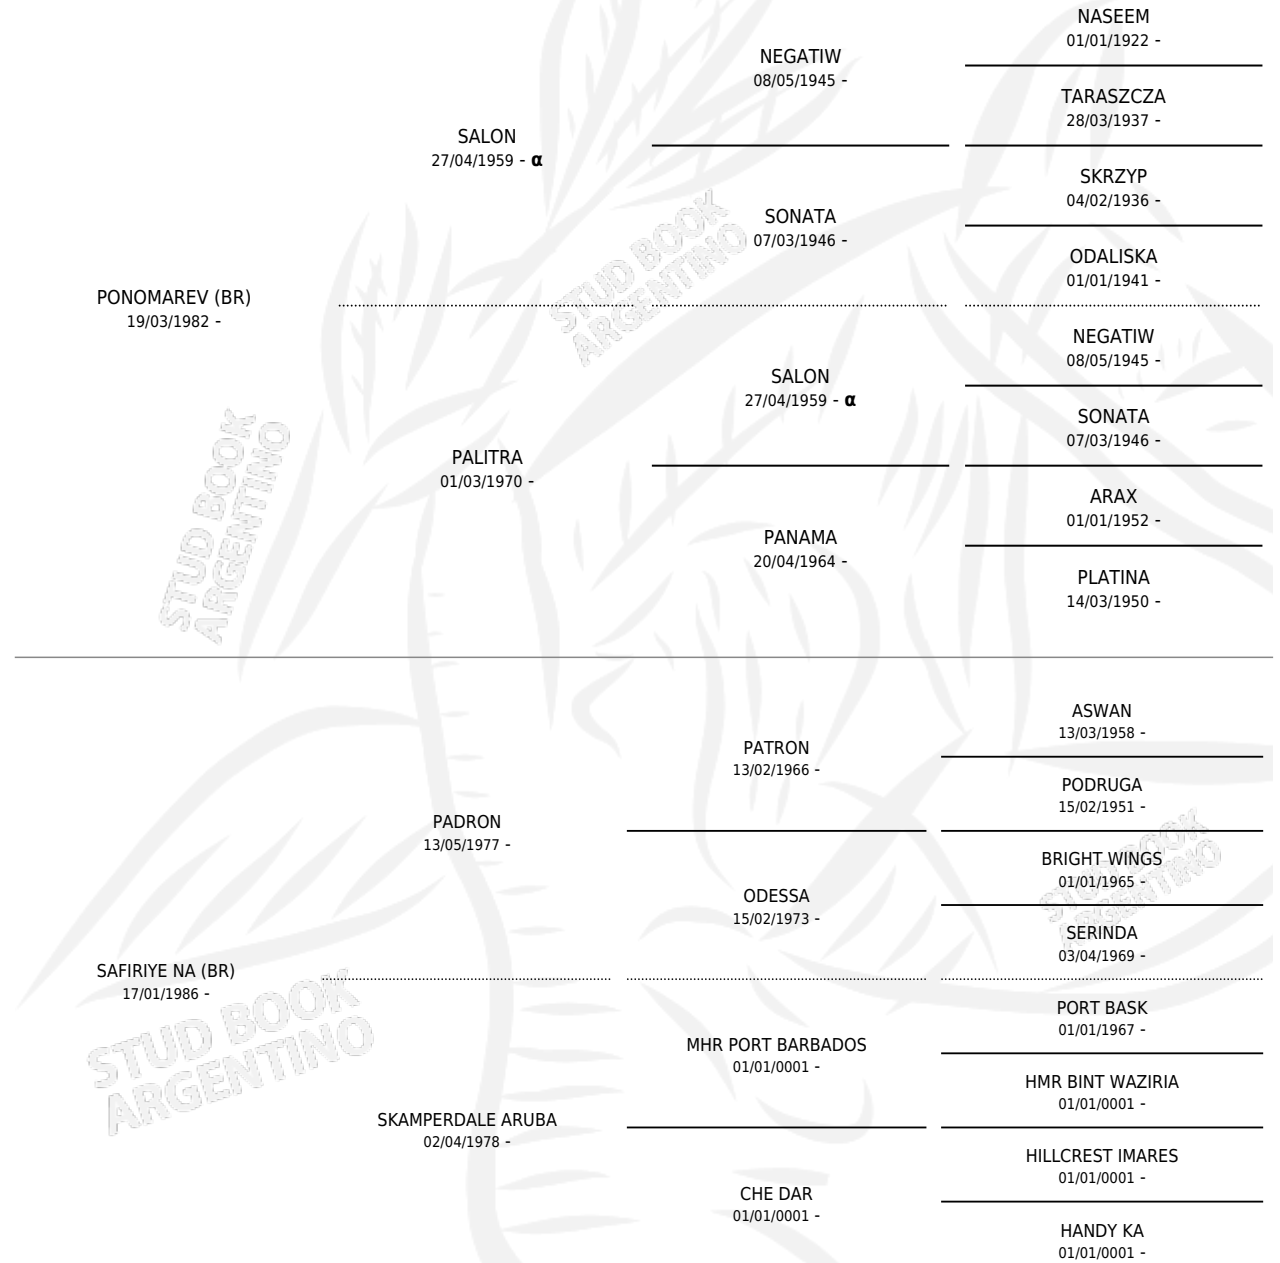 NASEEM
01/01/1922 -
NEGATIW
08/05/1945 -
TARASZCZA
28/03/1937 -
SALON
27/04/1959 - α
SKRZYP
04/02/1936 -
SONATA
07/03/1946 -
ODALISKA
01/01/1941 -
PONOMAREV (BR)
19/03/1982 -
NEGATIW
08/05/1945 -
SALON
27/04/1959 - α
SONATA
07/03/1946 -
PALITRA
01/03/1970 -
ARAX
01/01/1952 -
PANAMA
20/04/1964 -
PLATINA
14/03/1950 -
ASWAN
13/03/1958 -
PATRON
13/02/1966 -
PODRUGA
15/02/1951 -
PADRON
13/05/1977 -
BRIGHT WINGS
01/01/1965 -
ODESSA
15/02/1973 -
SERINDA
03/04/1969 -
SAFIRIYE NA (BR)
17/01/1986 -
PORT BASK
01/01/1967 -
MHR PORT BARBADOS
01/01/0001 -
HMR BINT WAZIRIA
01/01/0001 -
SKAMPERDALE ARUBA
02/04/1978 -
HILLCREST IMARES
01/01/0001 -
CHE DAR
01/01/0001 -
HANDY KA
01/01/0001 -
STUD BOOK
ARGENTINO
STUD BOOK
ARGENTINO
STUD BOOK
ARGENTINO
STUD BOOK
ARGENTINO